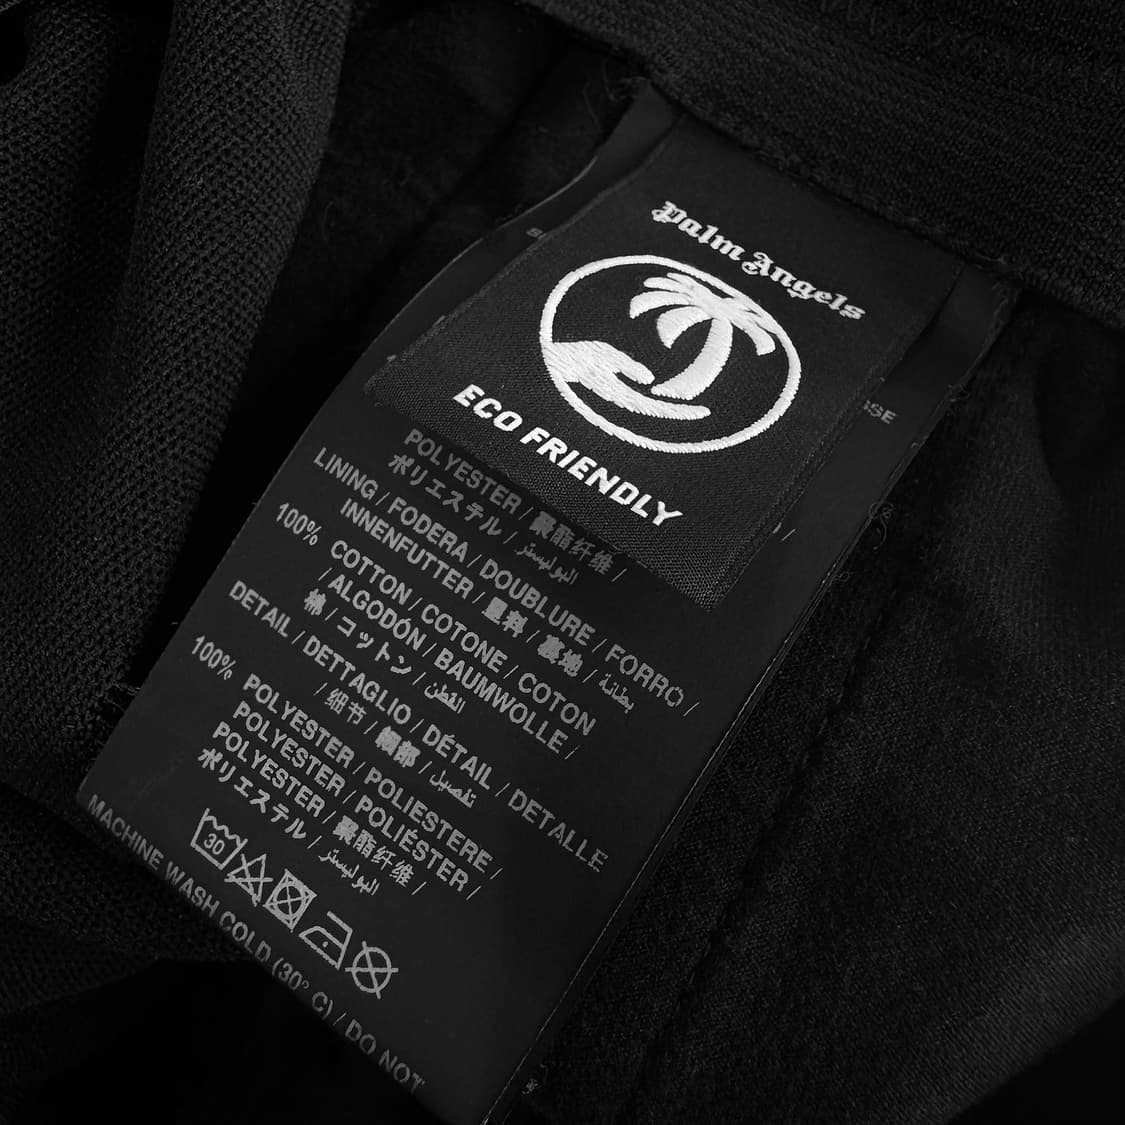 Palm Angels
ECO FRIENDLY
POLYESTER / 聚酯纤维 /
ポリエステル / البوليستر
LINING / FODERA / DOUBLURE / FORRO /
INNENFUTTER / 里料 / 裏地 / بطانة
100% COTTON / COTONE / COTON
/ ALGODÓN / BAUMWOLLE /
棉 / コットン / القطن
DETAIL / DETTAGLIO / DÉTAIL / DETALLE
/ 细节 / 細部 / تفصيل
100% POLYESTER / POLIESTERE /
POLYESTER / POLIÉSTER /
POLYESTER / 聚酯纤维 /
ポリエステル / البوليستر
30
MACHINE WASH COLD (30° C) / DO NOT